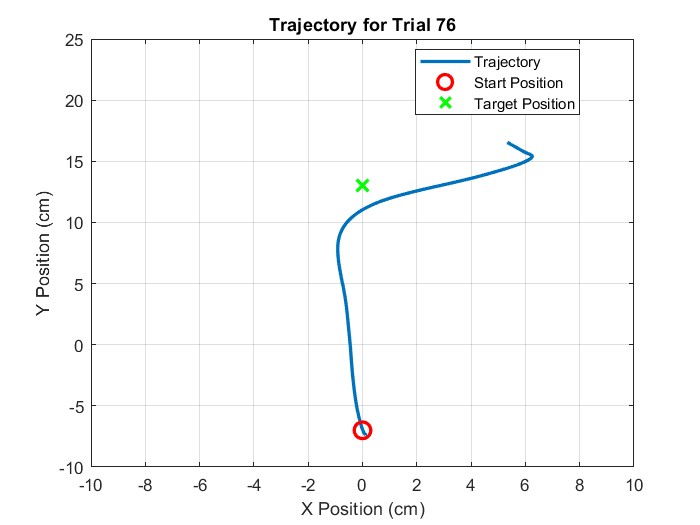 Trajectory for Trial 76
Trajectory
Start Position
Target Position
25
20
15
10
5
0
-5
-10
Y Position (cm)
-10 -8 -6 -4 -2 0 2 4 6 8 10
X Position (cm)